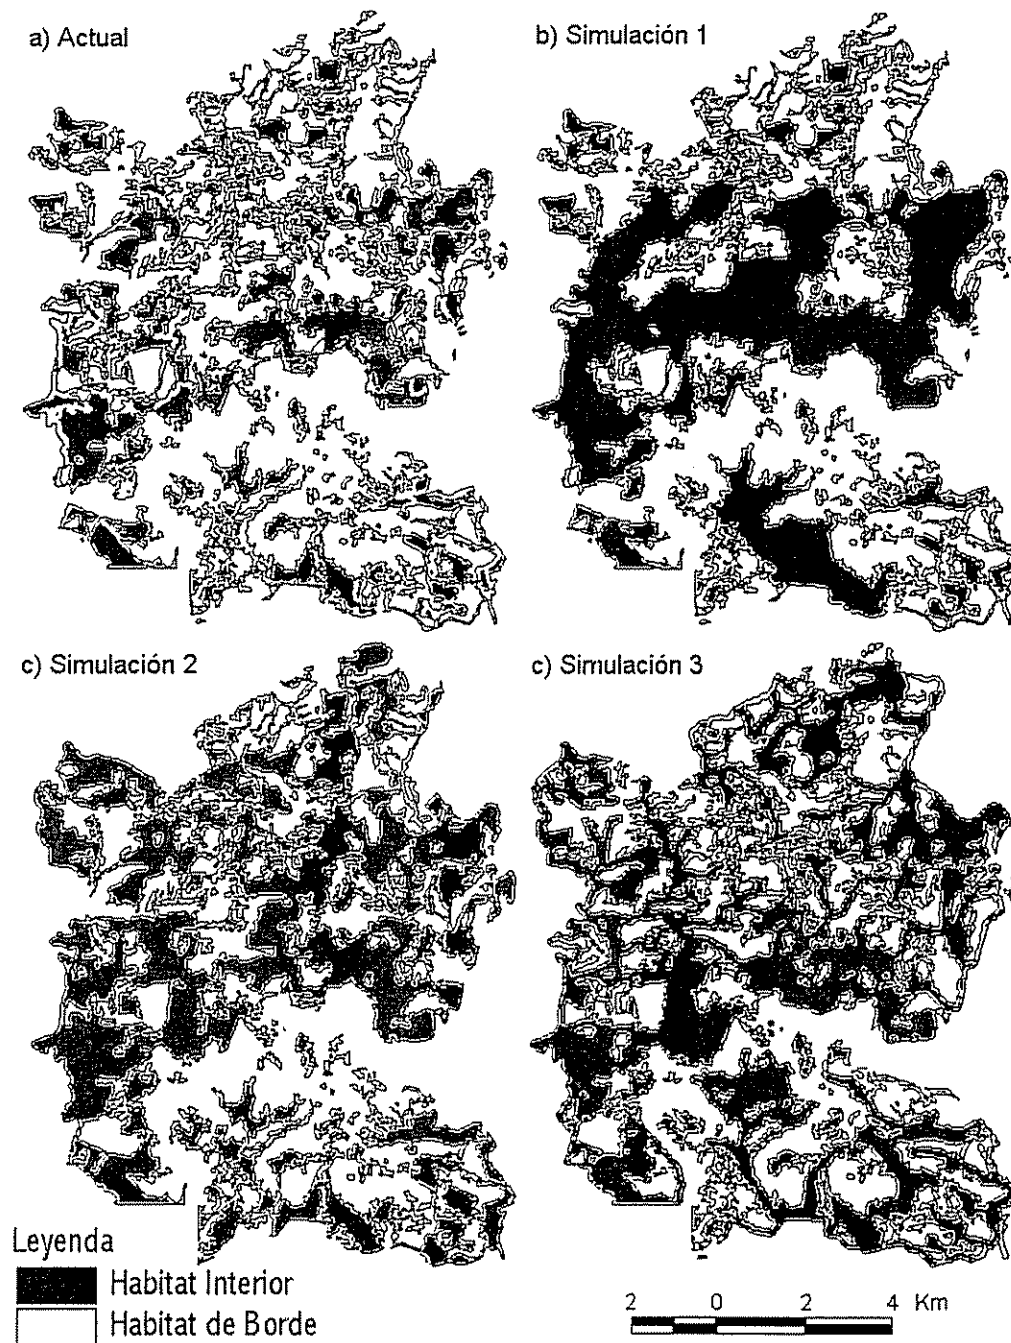 a) Actual
b) Simulación 1
c) Simulación 2
c) Simulación 3
Leyenda
Habitat Interior
Habitat de Borde
2 0 2 4 Km